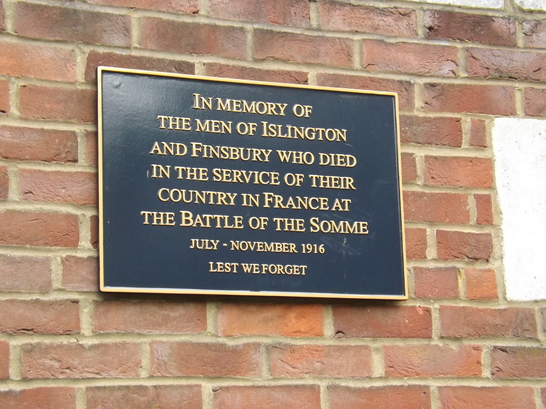 IN MEMORY OF
THE MEN OF ISLINGTON
AND FINSBURY WHO DIED
IN THE SERVICE OF THEIR
COUNTRY IN FRANCE AT
THE BATTLE OF THE SOMME
JULY - NOVEMBER 1916
LEST WE FORGET